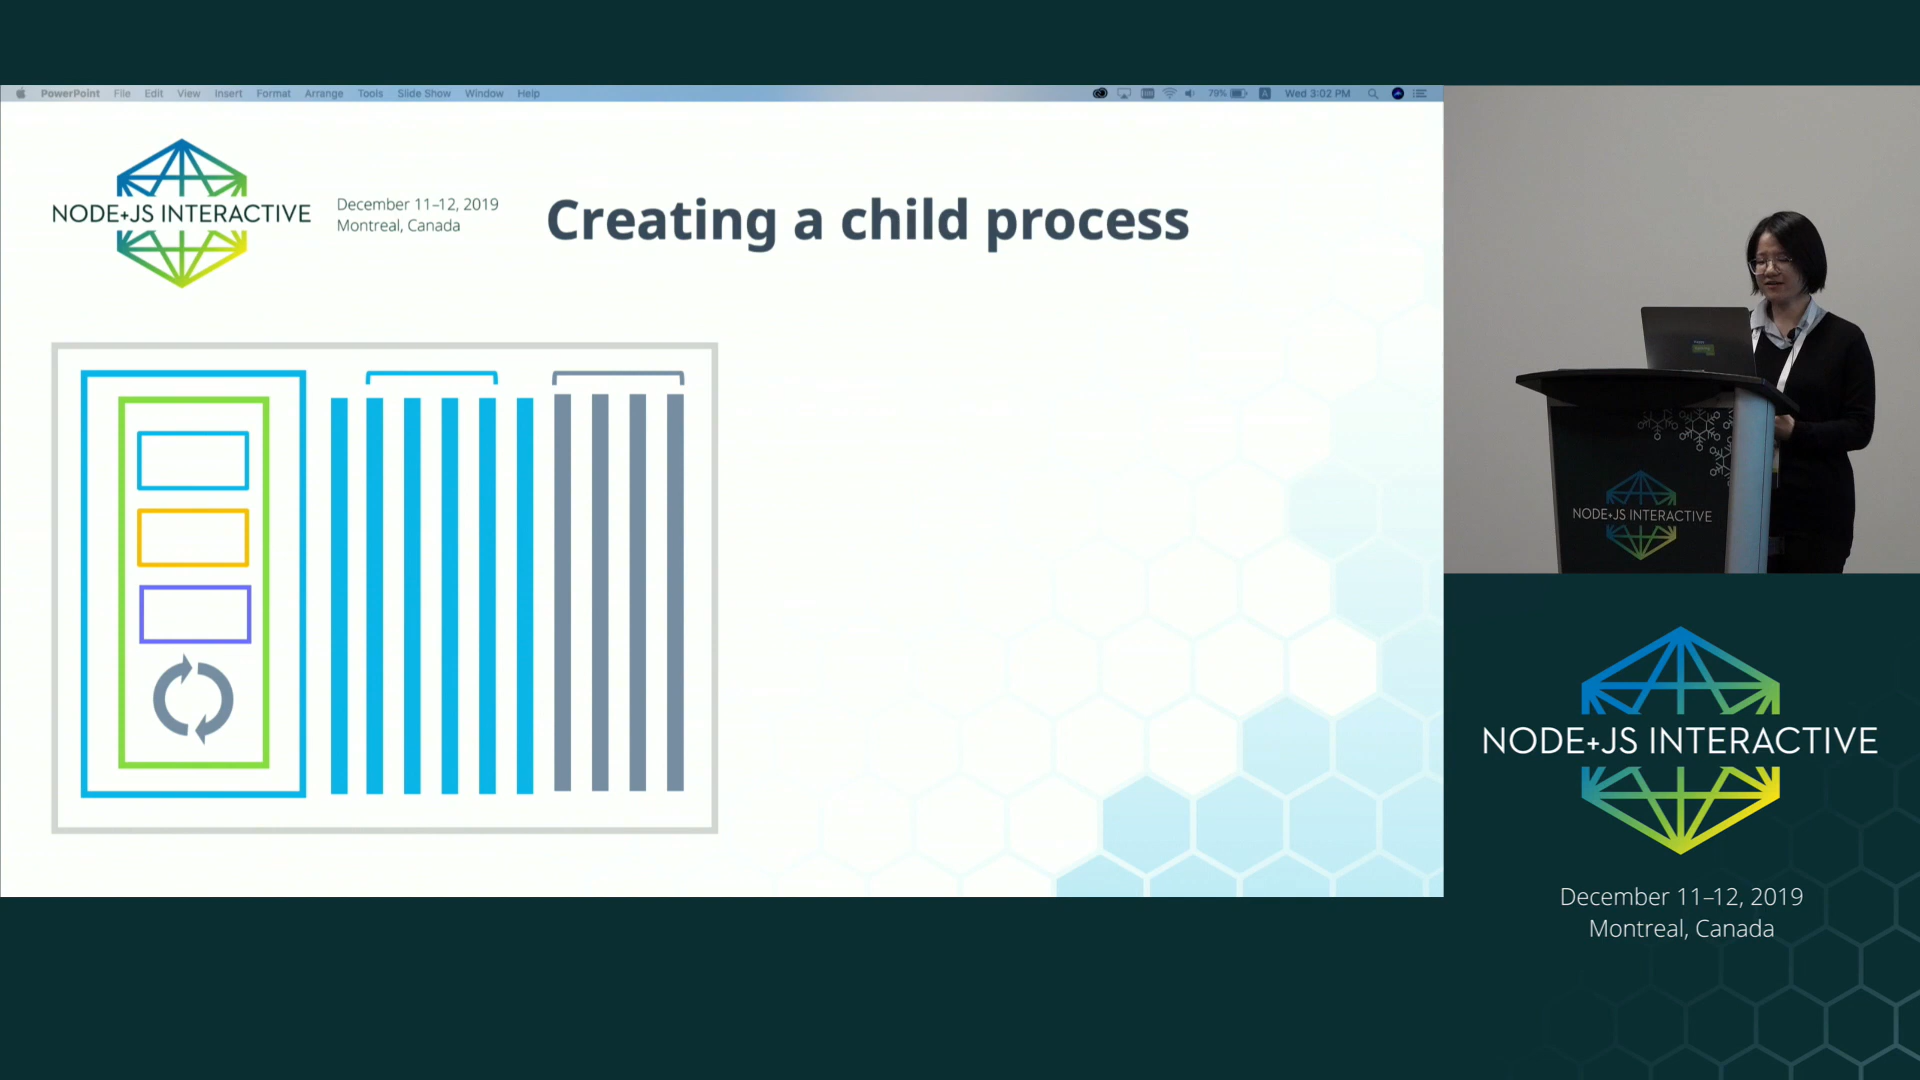 PowerPoint File Edit View Insert Format Arrange Tools Slide Show Window Help
79% A Wed 3:02 PM
NODE+JS INTERACTIVE
December 11–12, 2019
Montreal, Canada
Creating a child process
NODE+JS INTERACTIVE
NODE+JS INTERACTIVE
December 11–12, 2019
Montreal, Canada